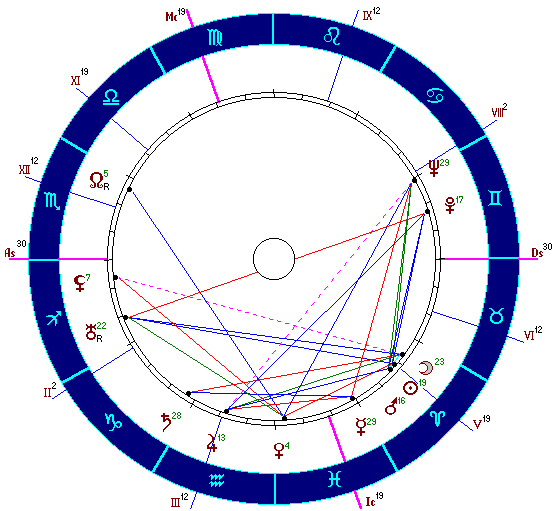 Mc 19
IX 12
XI 19
VIII 2
♍
♌
♎
♋
XII 12
☊ 5 R
♆ 29
♏
♇ 17
♊
As 30
Ds 30
⚸ 7
♅ 22 R
♐
♉
VI 12
☽ 23
☉ 19
♂ 16
II 2
♄ 28
♃ 13
♀ 4
☿ 29
V 19
♑
♈
♒
♓
III 12
Ic 19